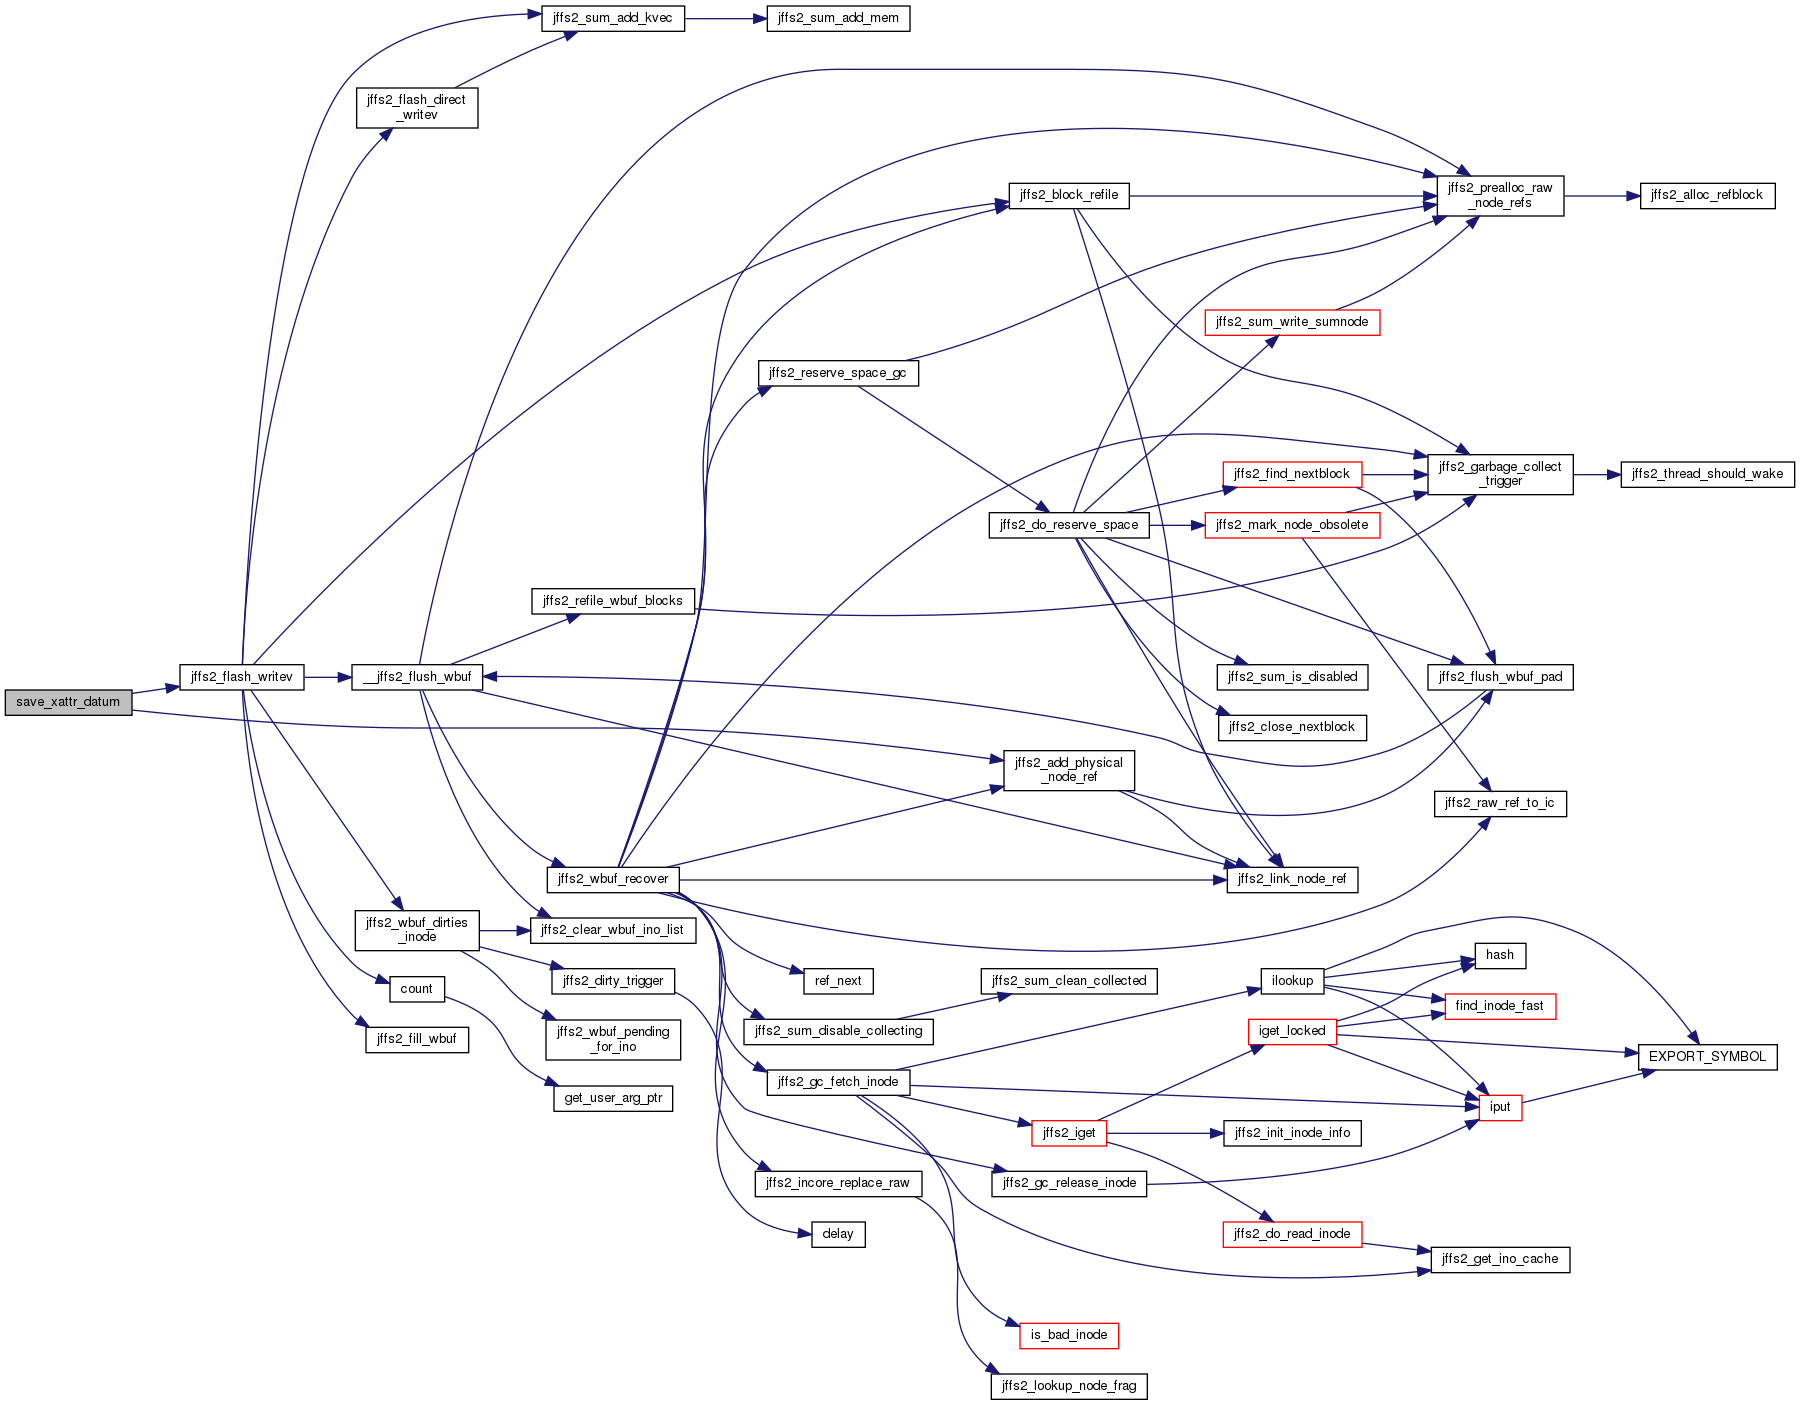 jffs2_sum_add_kvec
jffs2_sum_add_mem
jffs2_flash_direct
_writev
jffs2_block_refile
jffs2_prealloc_raw
_node_refs
jffs2_alloc_refblock
jffs2_sum_write_sumnode
jffs2_reserve_space_gc
jffs2_find_nextblock
jffs2_garbage_collect
_trigger
jffs2_thread_should_wake
jffs2_do_reserve_space
jffs2_mark_node_obsolete
jffs2_refile_wbuf_blocks
jffs2_flash_writev
__jffs2_flush_wbuf
jffs2_sum_is_disabled
jffs2_flush_wbuf_pad
save_xattr_datum
jffs2_close_nextblock
jffs2_add_physical
_node_ref
jffs2_raw_ref_to_ic
jffs2_wbuf_recover
jffs2_link_node_ref
jffs2_wbuf_dirties
_inode
jffs2_clear_wbuf_ino_list
hash
jffs2_dirty_trigger
ref_next
jffs2_sum_clean_collected
ilookup
count
find_inode_fast
jffs2_fill_wbuf
jffs2_wbuf_pending
_for_ino
jffs2_sum_disable_collecting
iget_locked
EXPORT_SYMBOL
jffs2_gc_fetch_inode
get_user_arg_ptr
iput
jffs2_iget
jffs2_init_inode_info
jffs2_incore_replace_raw
jffs2_gc_release_inode
delay
jffs2_do_read_inode
jffs2_get_ino_cache
is_bad_inode
jffs2_lookup_node_frag